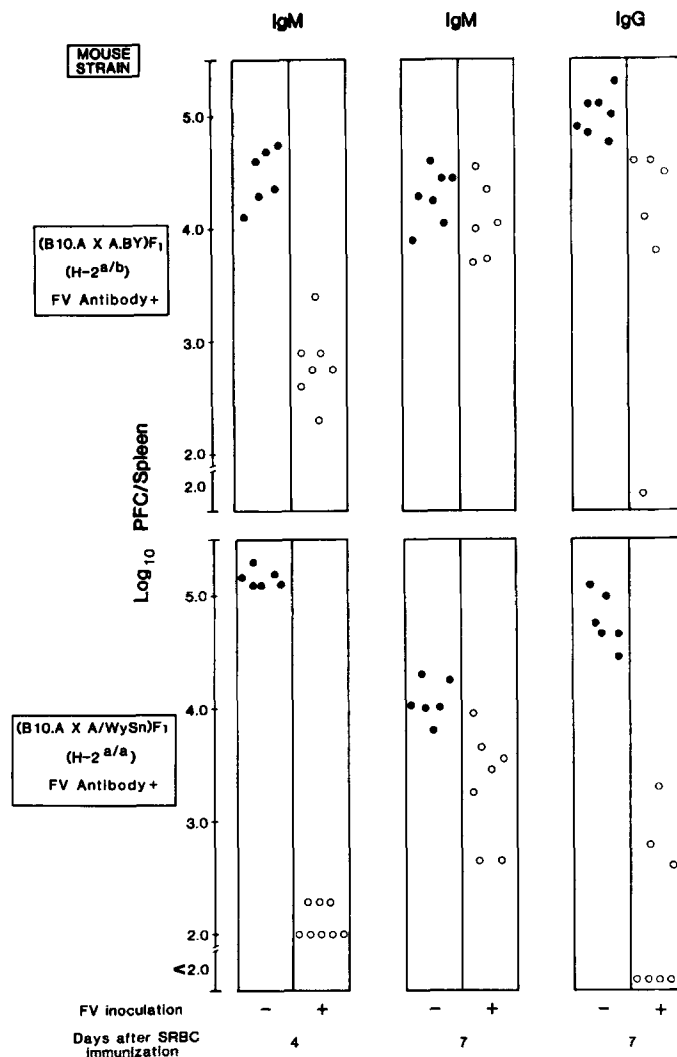 IgM IgM IgG
MOUSE
STRAIN
5.0
4.0
3.0
2.0
2.0
(B10.A X A.BY)F1
(H-2a/b)
FV Antibody+
Log10 PFC/Spleen
5.0
4.0
3.0
2.0
<2.0
(B10.A X A/WySn)F1
(H-2a/a)
FV Antibody+
FV inoculation - + - + - +
Days after SRBC
immunization 4 7 7